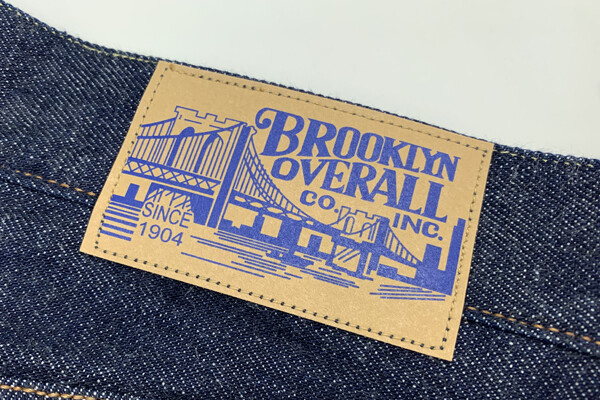 BROOKLYN
OVERALL
CO. INC.
SINCE
1904